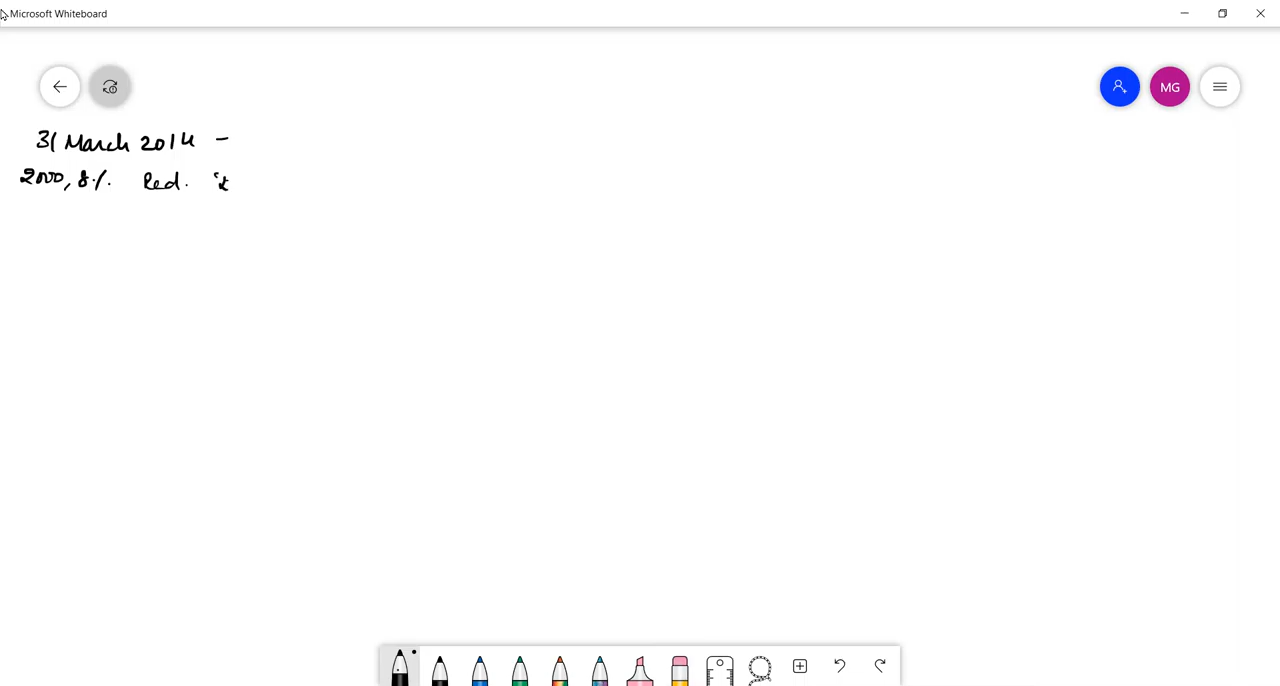 Microsoft Whiteboard
MG
31 March 2014 -
2000, 8%. Red.